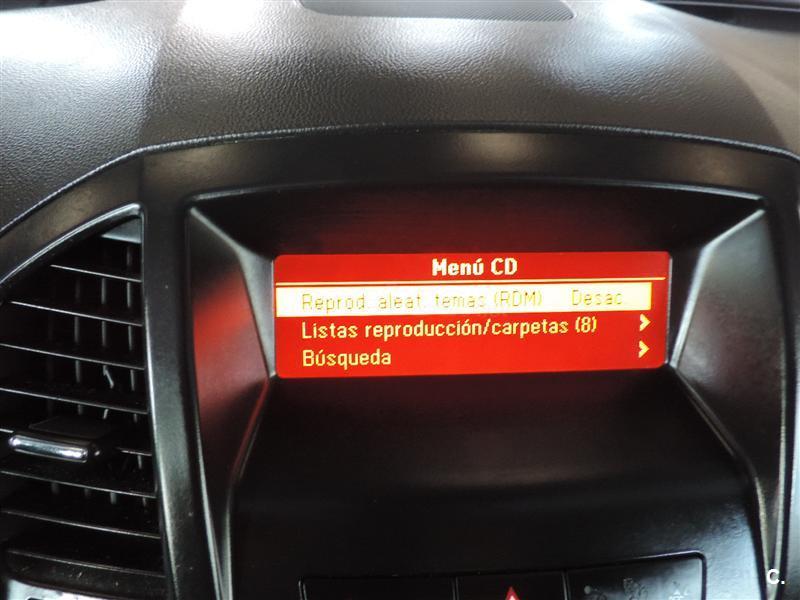 Menú CD
Reprod. aleat. temas (RDM) Desac.
Listas reproducción/carpetas (8)
Búsqueda
C.